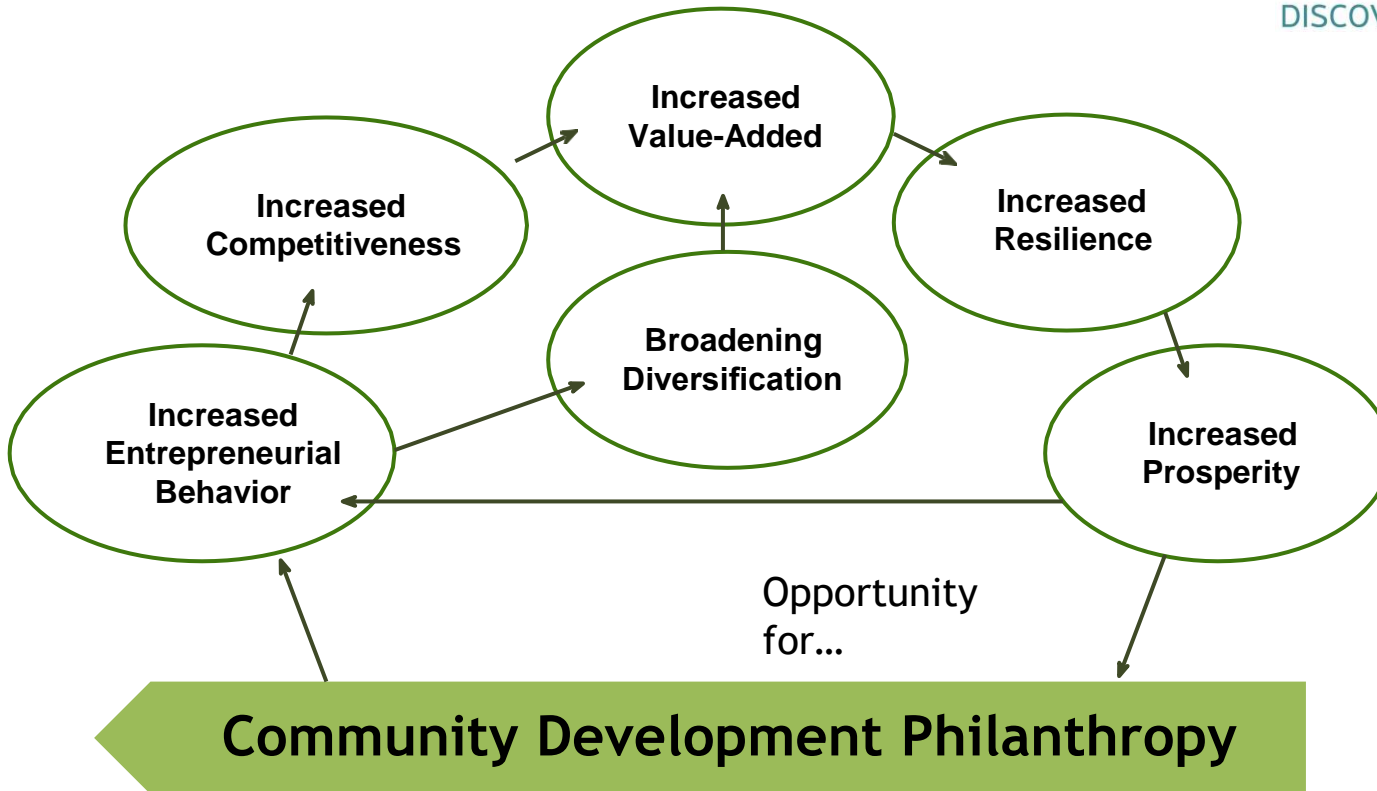 DISCOV
Increased
Value-Added
Increased
Competitiveness
Increased
Resilience
Broadening
Diversification
Increased
Entrepreneurial
Behavior
Increased
Prosperity
Opportunity
for…
Community Development Philanthropy